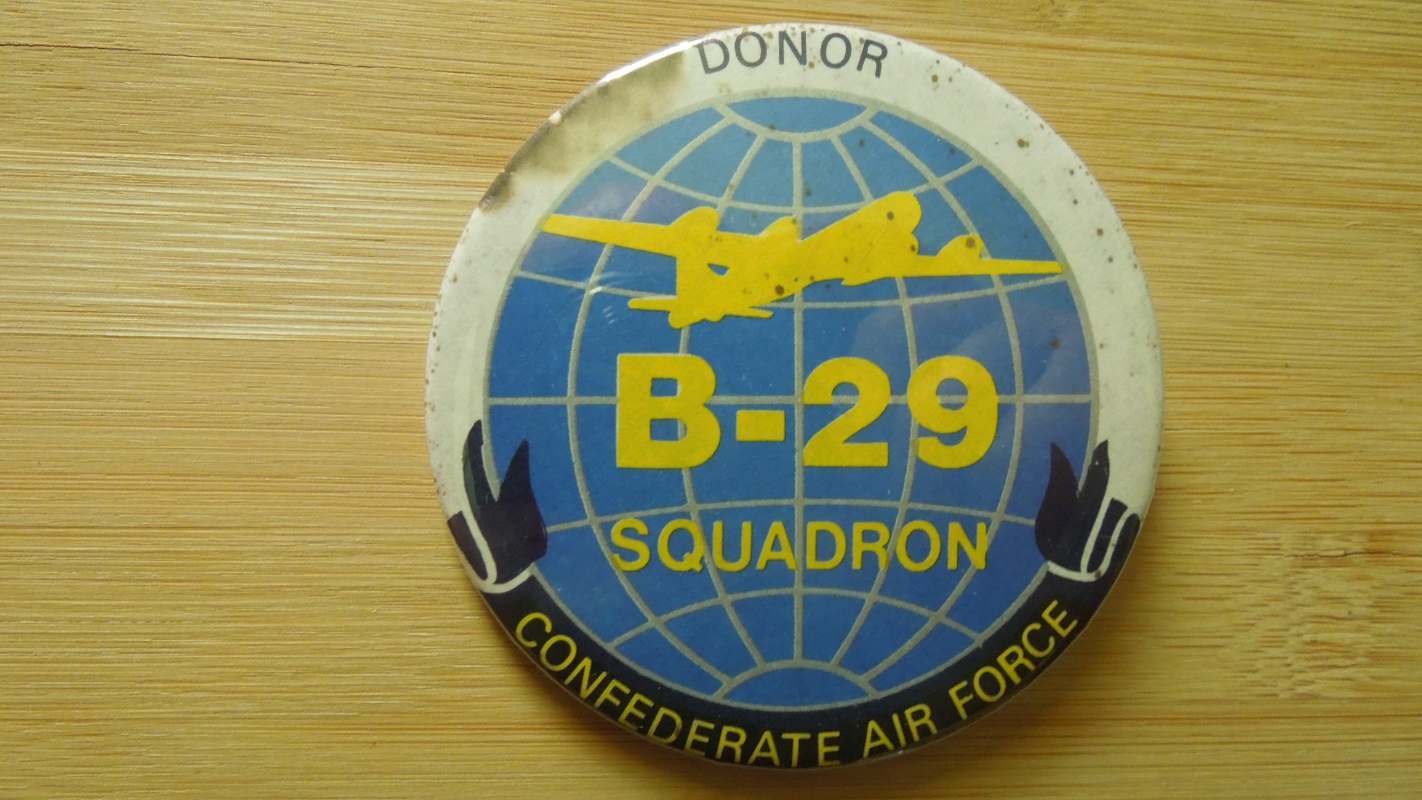 DONOR
B-29
SQUADRON
CONFEDERATE AIR FORCE